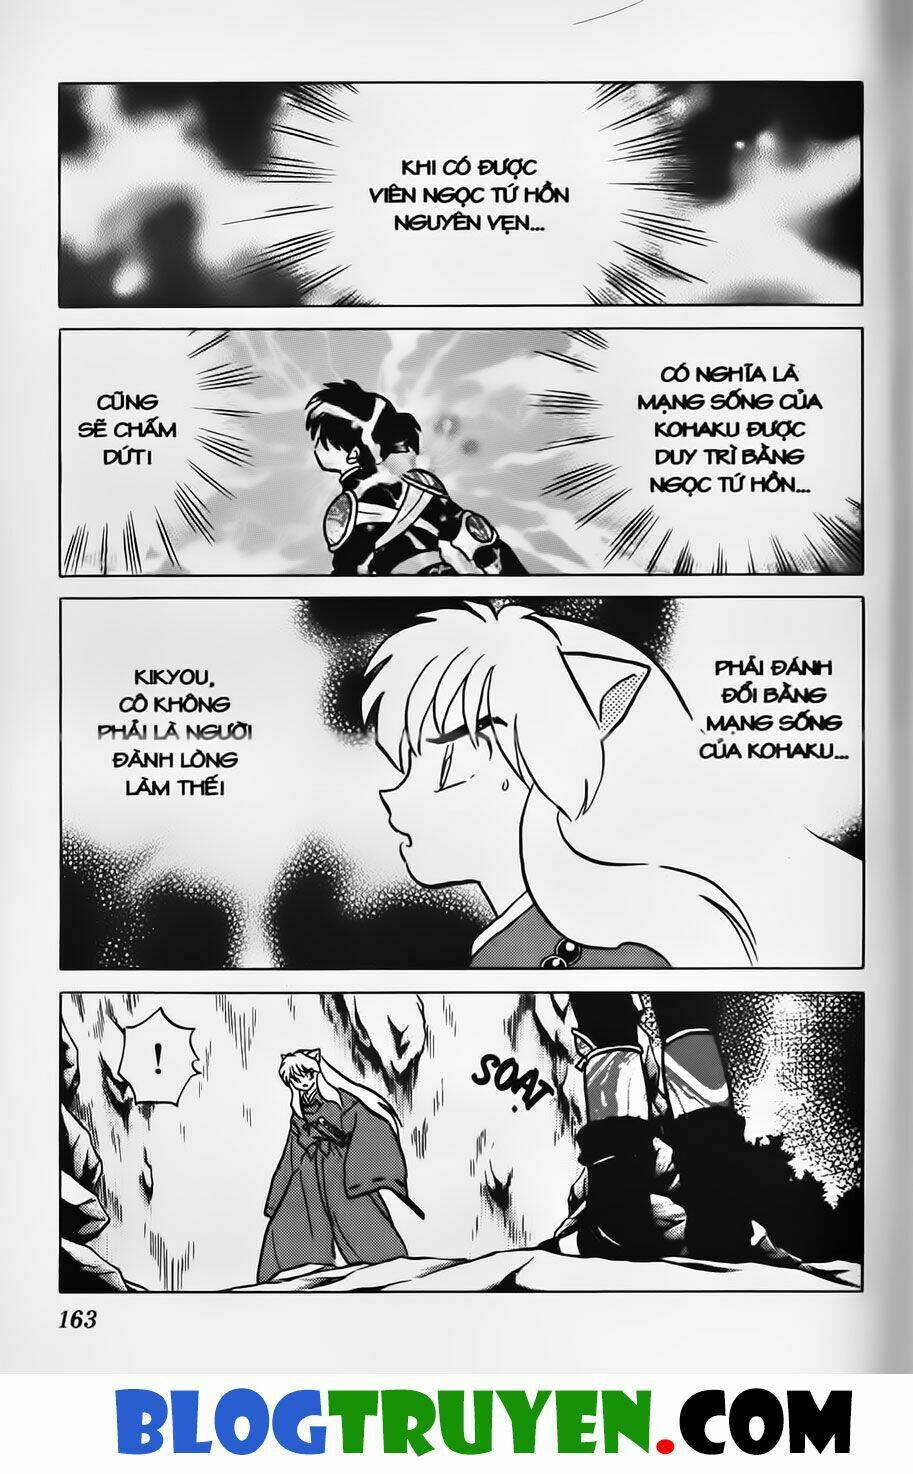 KHI CÓ ĐƯỢC
VIÊN NGỌC TỨ HỒN
NGUYÊN VẸN...
CÓ NGHĨA LÀ
MẠNG SỐNG CỦA
KOHAKU ĐƯỢC
DUY TRÌ BẰNG
NGỌC TỨ HỒN...
CŨNG
SẼ CHẤM
DỨT!
PHẢI ĐÁNH
ĐỔI BẰNG
MẠNG SỐNG
CỦA KOHAKU...
KIKYOU,
CÔ KHÔNG
PHẢI LÀ NGƯỜI
ĐÀNH LÒNG
LÀM THẾ!
!
SOẠT
163
BLOGTRUYEN.COM